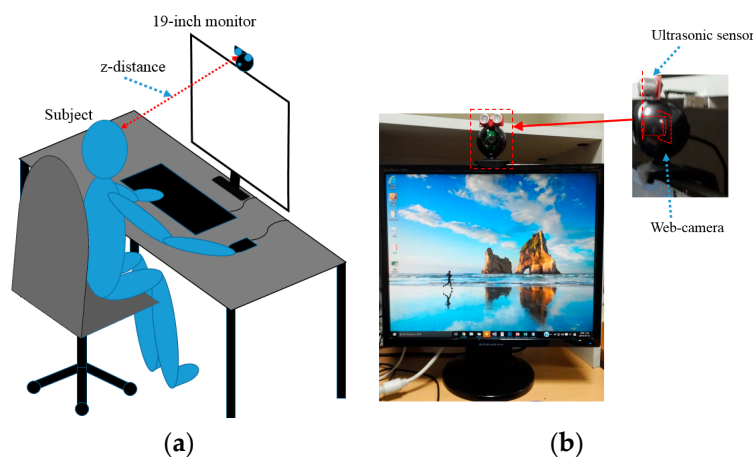 19-inch monitor
z-distance
Subject
Ultrasonic sensor
Web-camera
(a)
(b)